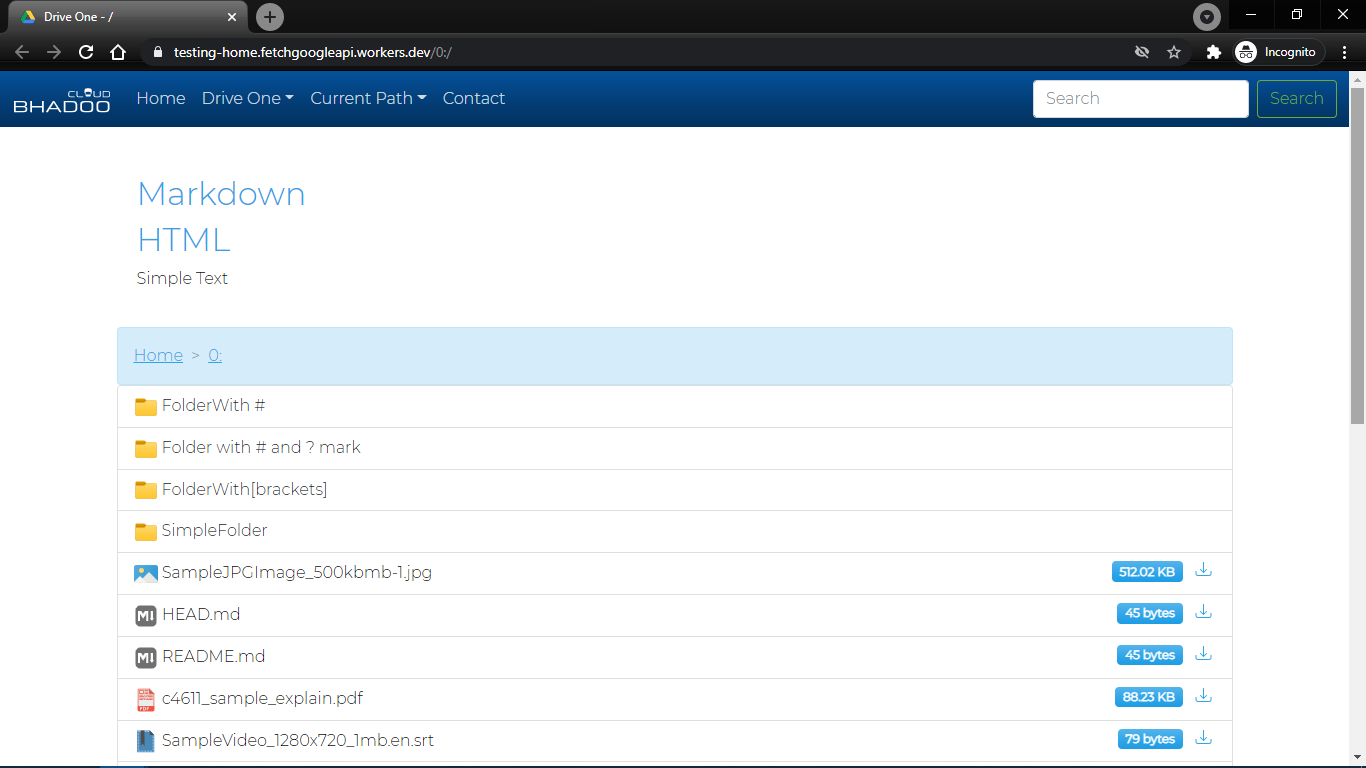 Drive One - /
testing-home.fetchgoogleapi.workers.dev/0:/
Incognito
CLOUD
BHADOO
Home
Drive One
Current Path
Contact
Search
Search
Markdown
HTML
Simple Text
Home > 0:
FolderWith #
Folder with # and ? mark
FolderWith[brackets]
SimpleFolder
SampleJPGImage_500kbmb-1.jpg 512.02 KB
HEAD.md 45 bytes
README.md 45 bytes
c4611_sample_explain.pdf 88.23 KB
SampleVideo_1280x720_1mb.en.srt 79 bytes